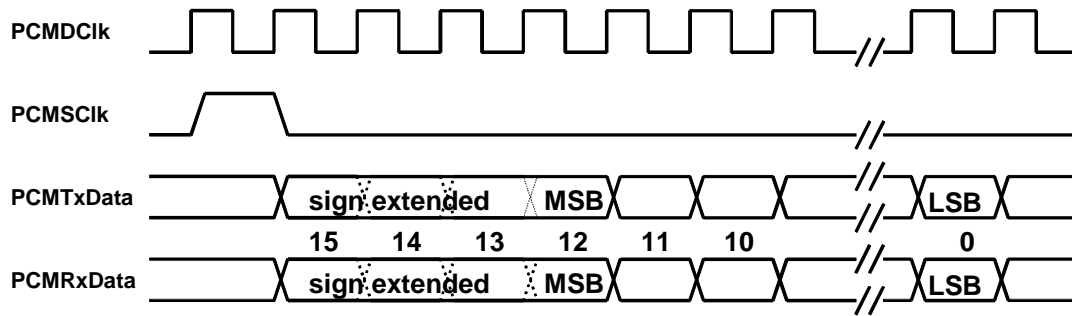 PCMDClk
PCMSClk
PCMTxData sign extended MSB LSB
15 14 13 12 11 10 0
PCMRxData sign extended MSB LSB